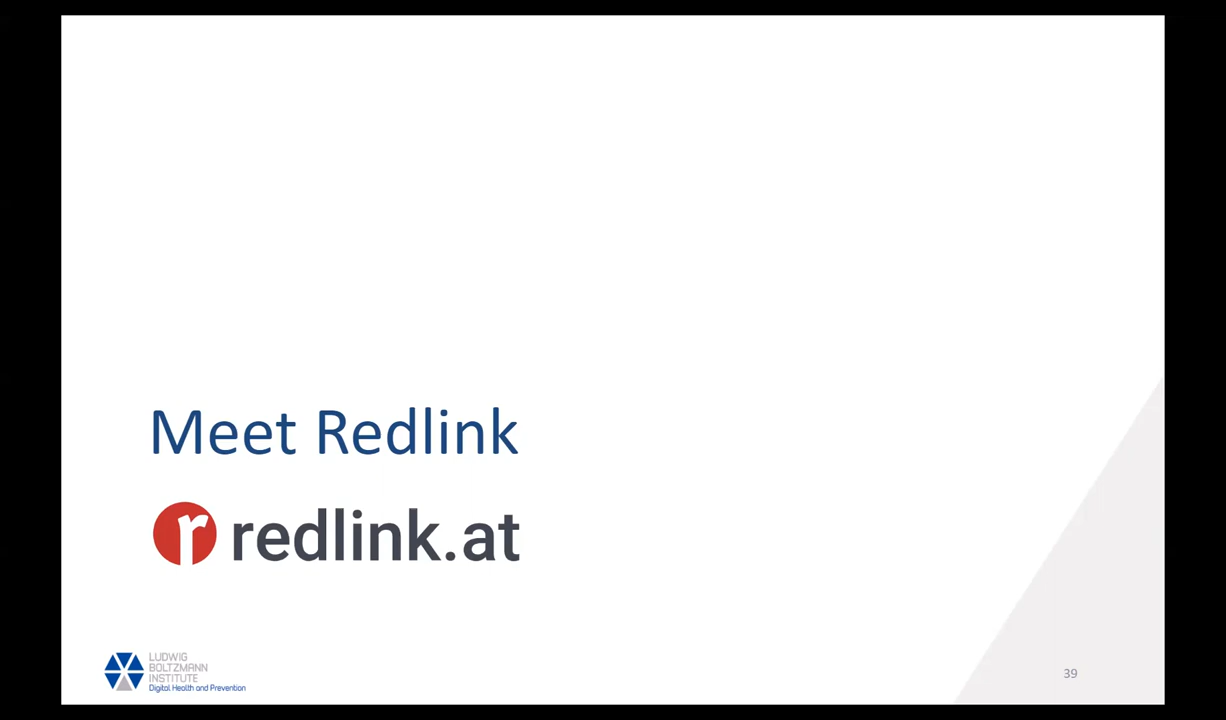 Meet Redlink
r redlink.at
LUDWIG
BOLTZMANN
INSTITUTE
Digital Health and Prevention
39